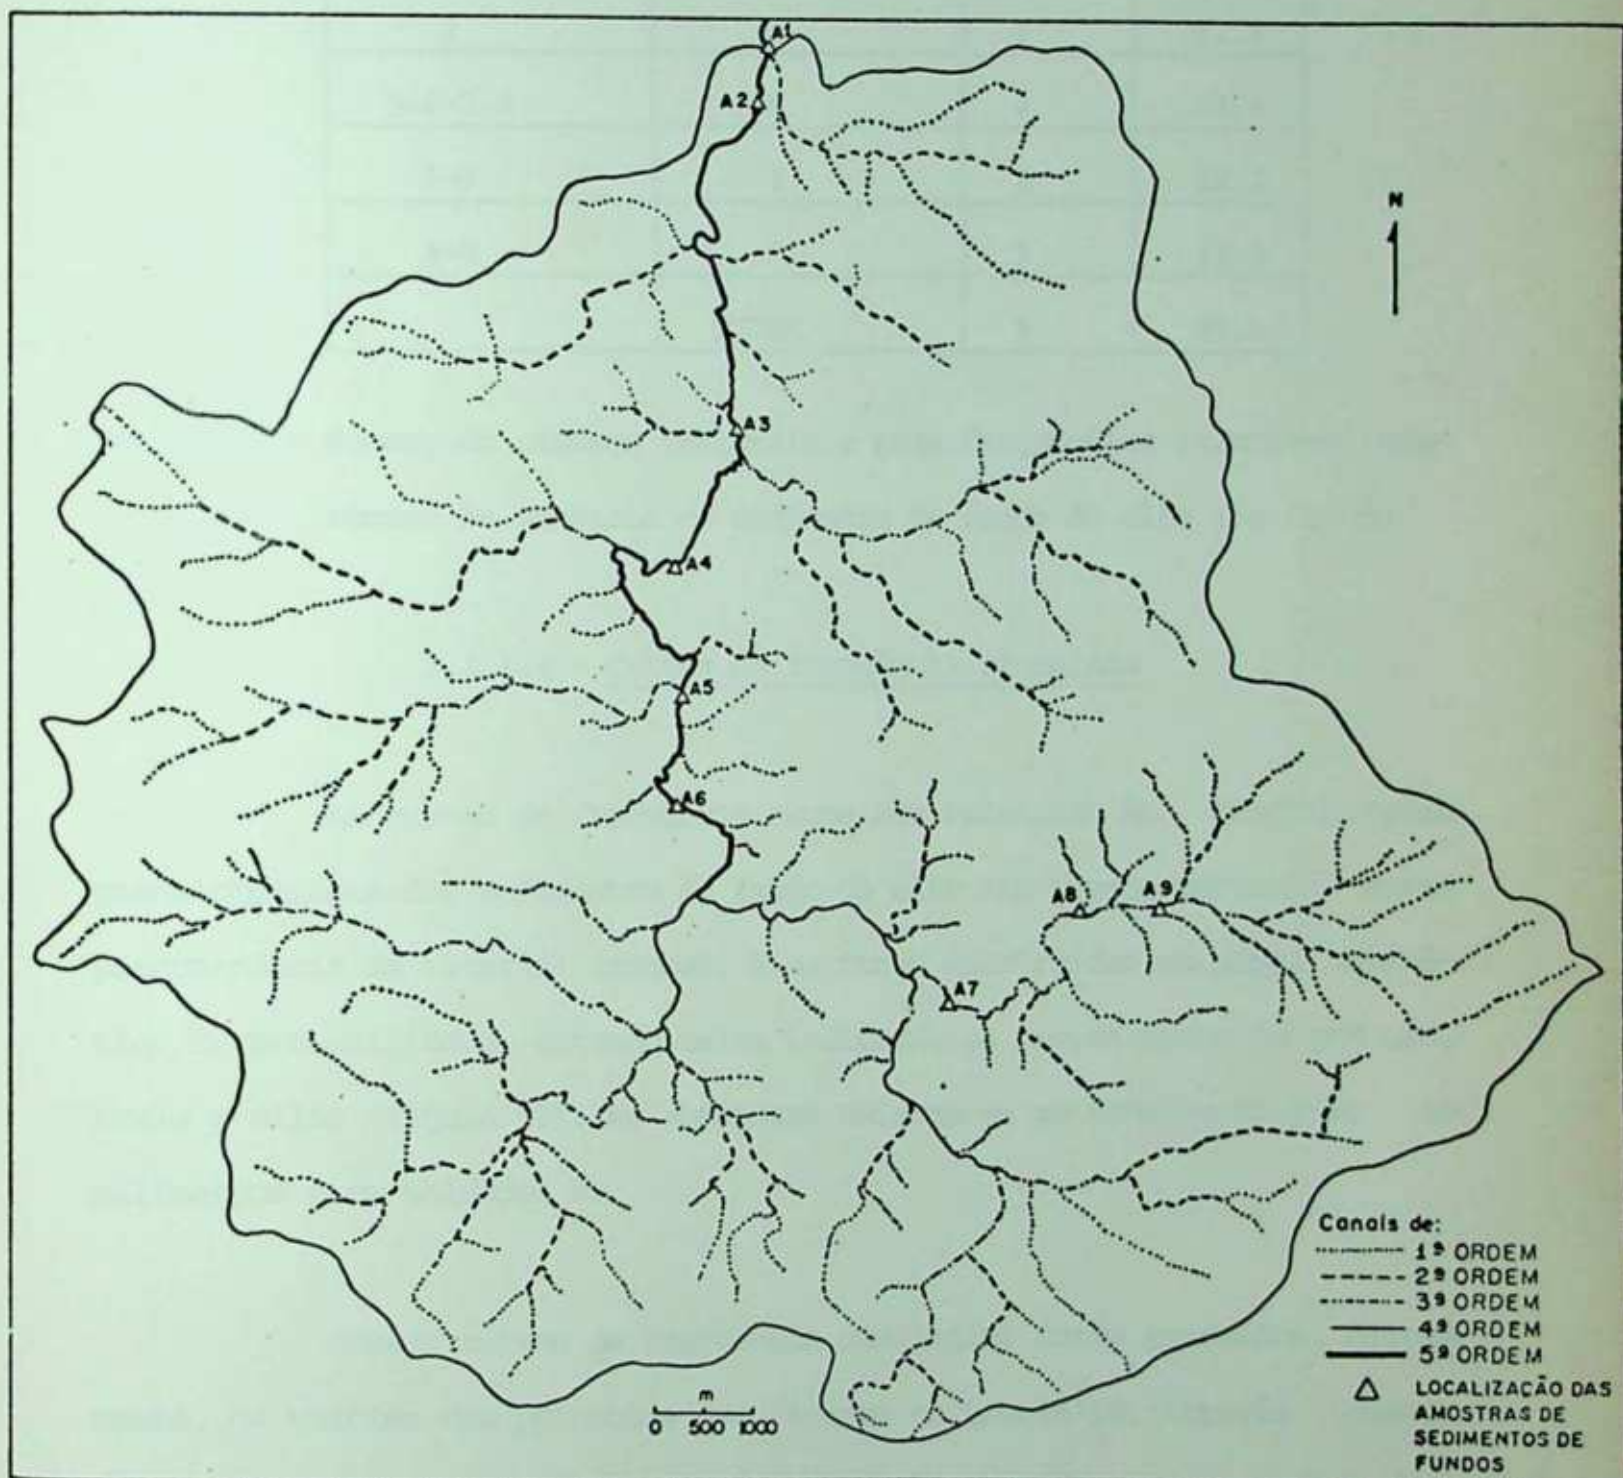 A1
A2
N
A3
A4
A5
A6
A8
A9
A7
Canais de:
1ª ORDEM
2ª ORDEM
3ª ORDEM
4ª ORDEM
5ª ORDEM
LOCALIZAÇÃO DAS
AMOSTRAS DE
SEDIMENTOS DE
FUNDOS
m
0 500 1000